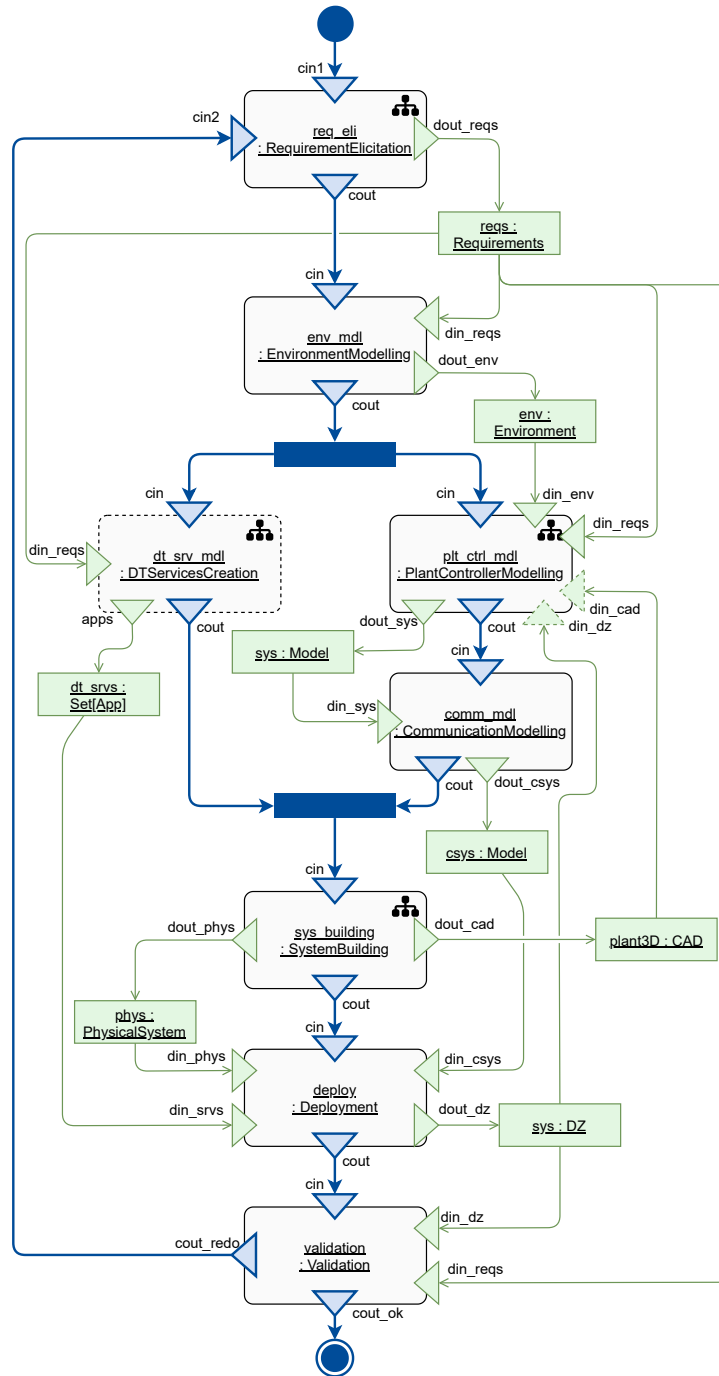 cin1
cin2
req_eli
: RequirementElicitation
dout_reqs
cout
reqs :
Requirements
cin
din_reqs
env_mdl
: EnvironmentModelling
dout_env
cout
env :
Environment
cin
cin
din_env
din_reqs
din_reqs
dt_srv_mdl
: DTServicesCreation
plt_ctrl_mdl
: PlantControllerModelling
din_cad
apps
cout
dout_sys
cout
din_dz
sys : Model
cin
dt_srvs :
Set[App]
din_sys
comm_mdl
: CommunicationModelling
cout
dout_csys
csys : Model
cin
dout_phys
sys_building
: SystemBuilding
dout_cad
plant3D : CAD
cout
phys :
PhysicalSystem
cin
din_phys
din_csys
deploy
: Deployment
din_srvs
dout_dz
sys : DZ
cout
cin
din_dz
cout_redo
validation
: Validation
din_reqs
cout_ok